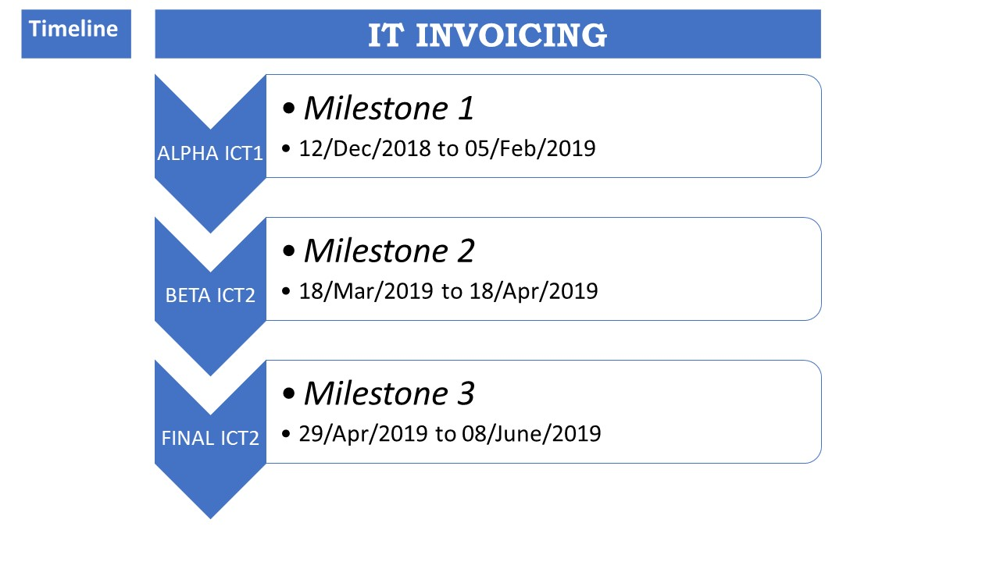 Timeline
IT INVOICING
• Milestone 1
ALPHA ICT1
• 12/Dec/2018 to 05/Feb/2019
• Milestone 2
BETA ICT2
• 18/Mar/2019 to 18/Apr/2019
• Milestone 3
FINAL ICT2
• 29/Apr/2019 to 08/June/2019